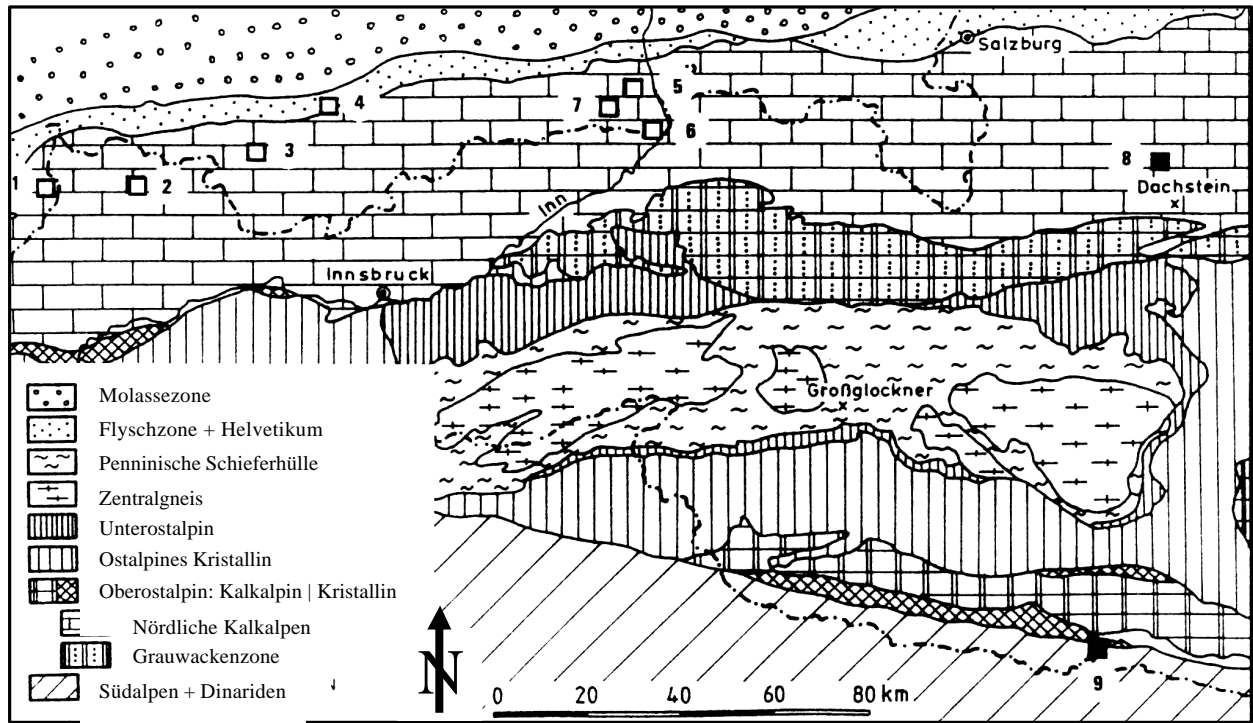 Salzburg
4
5
7
6
3
8
1
2
Dachstein
Inn
Innsbruck
Großglockner
Molassezone
Flyschzone + Helvetikum
Penninische Schieferhülle
Zentralgneis
Unterostalpin
Ostalpines Kristallin
Oberostalpin: Kalkalpin | Kristallin
Nördliche Kalkalpen
Grauwackenzone
Südalpen + Dinariden
N
0 20 40 60 80 km
9